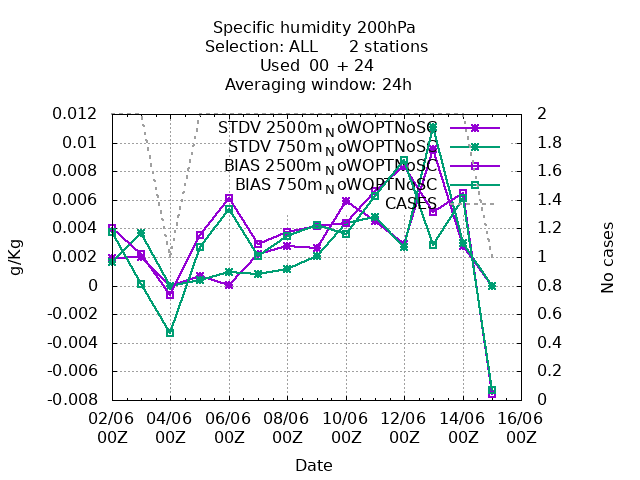 Specific humidity 200hPa
Selection: ALL 2 stations
Used 00 + 24
Averaging window: 24h
0.012
0.01
0.008
0.006
0.004
0.002
0
-0.002
-0.004
-0.006
-0.008
g/Kg
STDV 2500mNoWOPTNoSC
STDV 750mNoWOPTNoSC
BIAS 2500mNoWOPTNoSC
BIAS 750mNoWOPTNoSC
CASES
2
1.8
1.6
1.4
1.2
1
0.8
0.6
0.4
0.2
0
No cases
02/06 04/06 06/06 08/06 10/06 12/06 14/06 16/06
00Z 00Z 00Z 00Z 00Z 00Z 00Z 00Z
Date